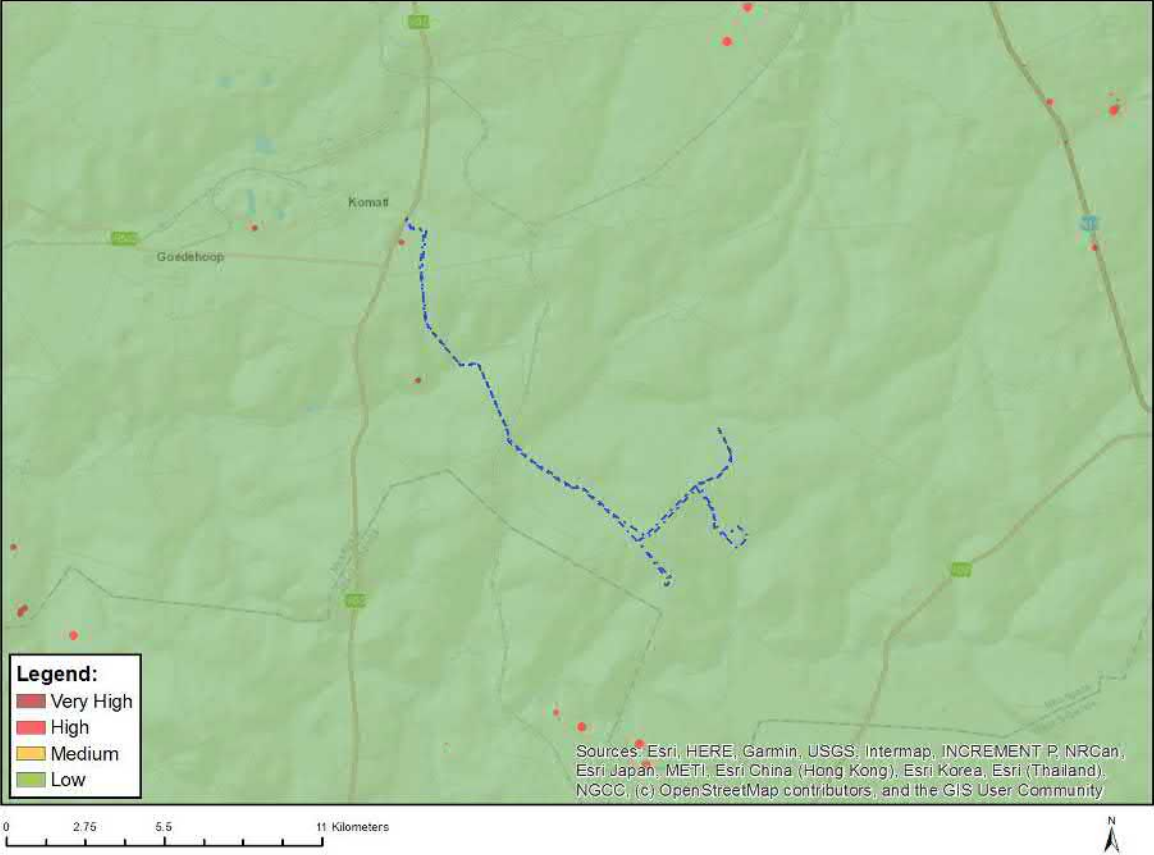 Komati
Goedehoop
Legend:
Very High
High
Medium
Low
Sources: Esri, HERE, Garmin, USGS, Intermap, INCREMENT P, NRCan,
Esri Japan, METI, Esri China (Hong Kong), Esri Korea, Esri (Thailand),
NGCC, (c) OpenStreetMap contributors, and the GIS User Community
0 2.75 5.5 11 Kilometers
N